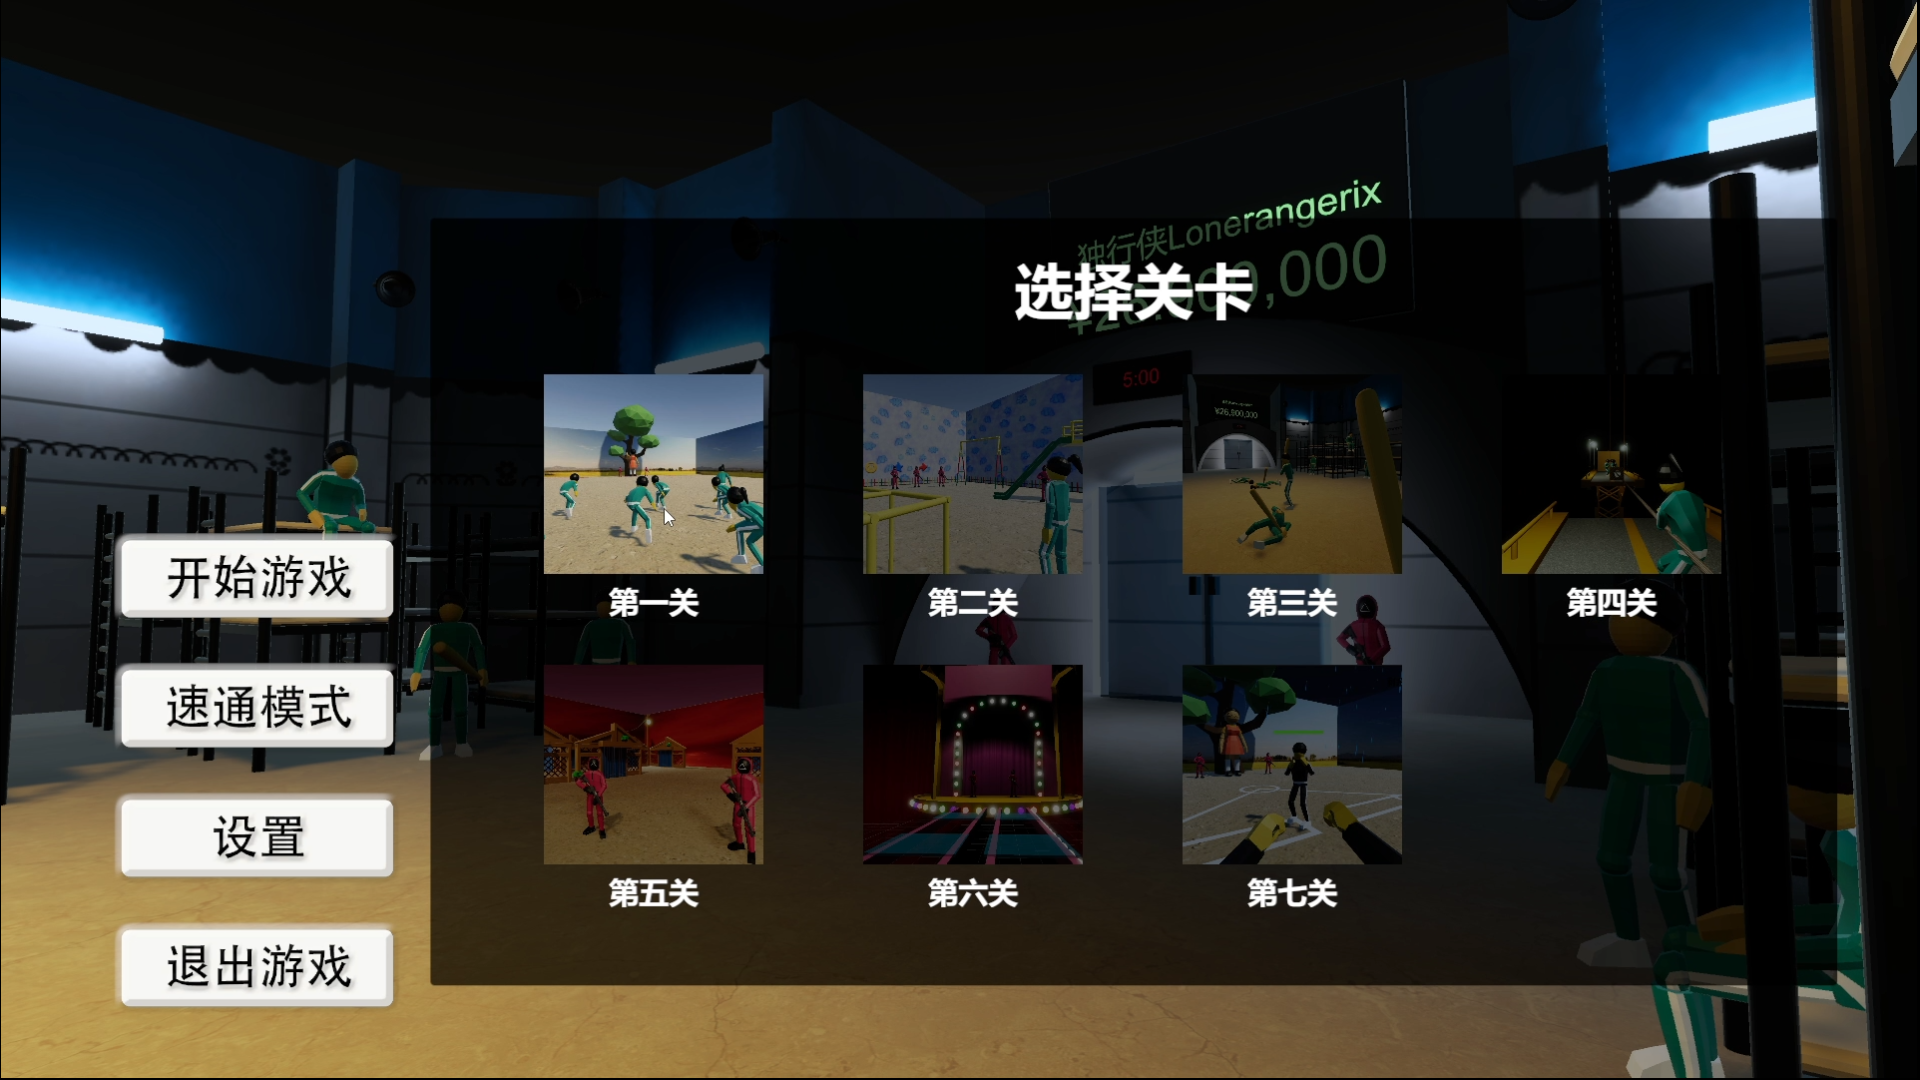 独行侠Lonerangerix
选择关卡
5:00
¥26,900,000
第一关
第二关
第三关
第四关
开始游戏
速通模式
第五关
第六关
第七关
设置
退出游戏